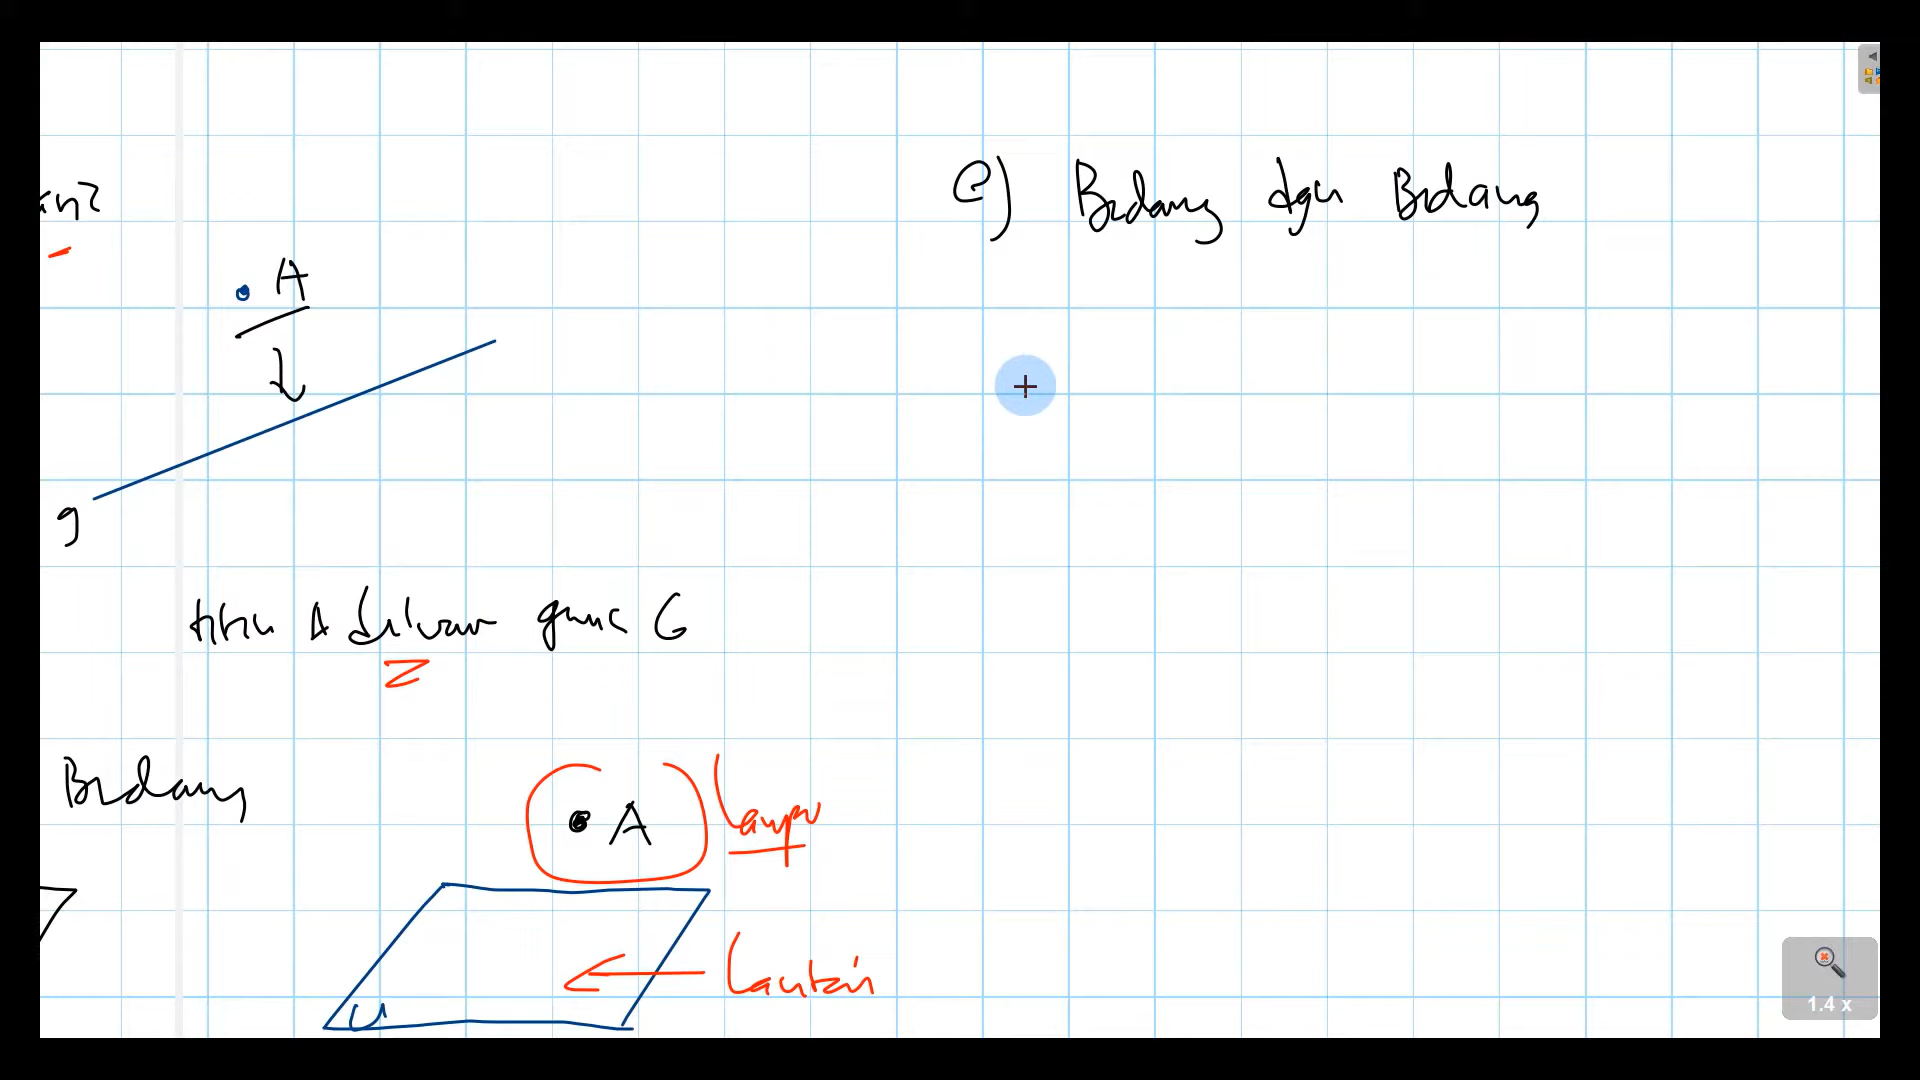 A
g
titik A diluar garis G
Bidang
A
Lampu
Lantai
U
e) Bidang dgn Bidang
1.4 x